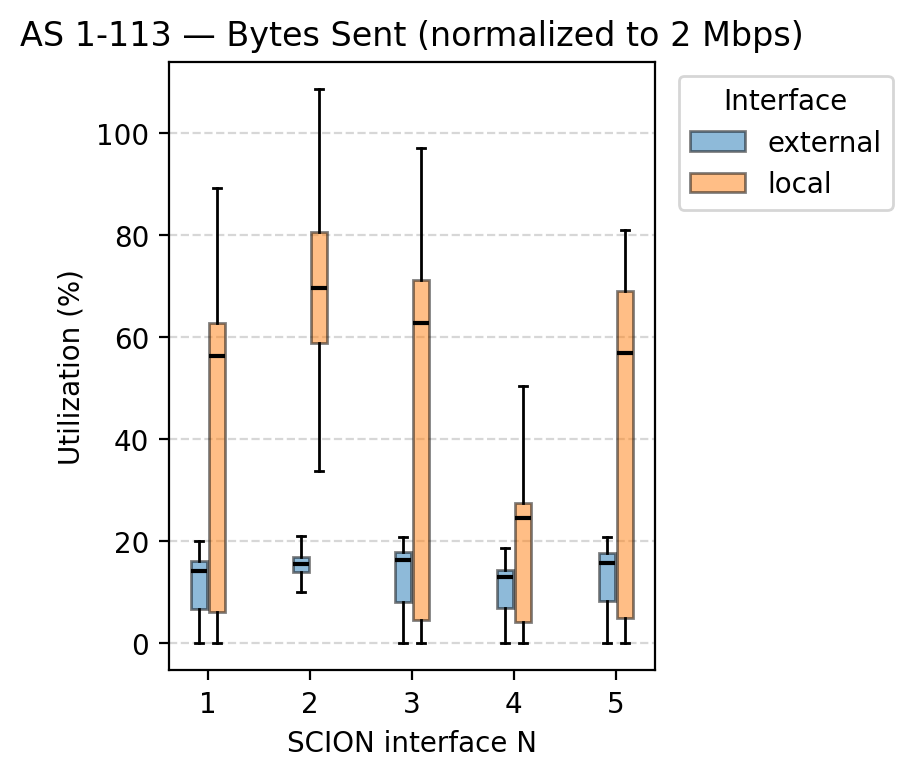 AS 1-113 — Bytes Sent (normalized to 2 Mbps)
Interface
external
local
Utilization (%)
100
80
60
40
20
0
1 2 3 4 5
SCION interface N